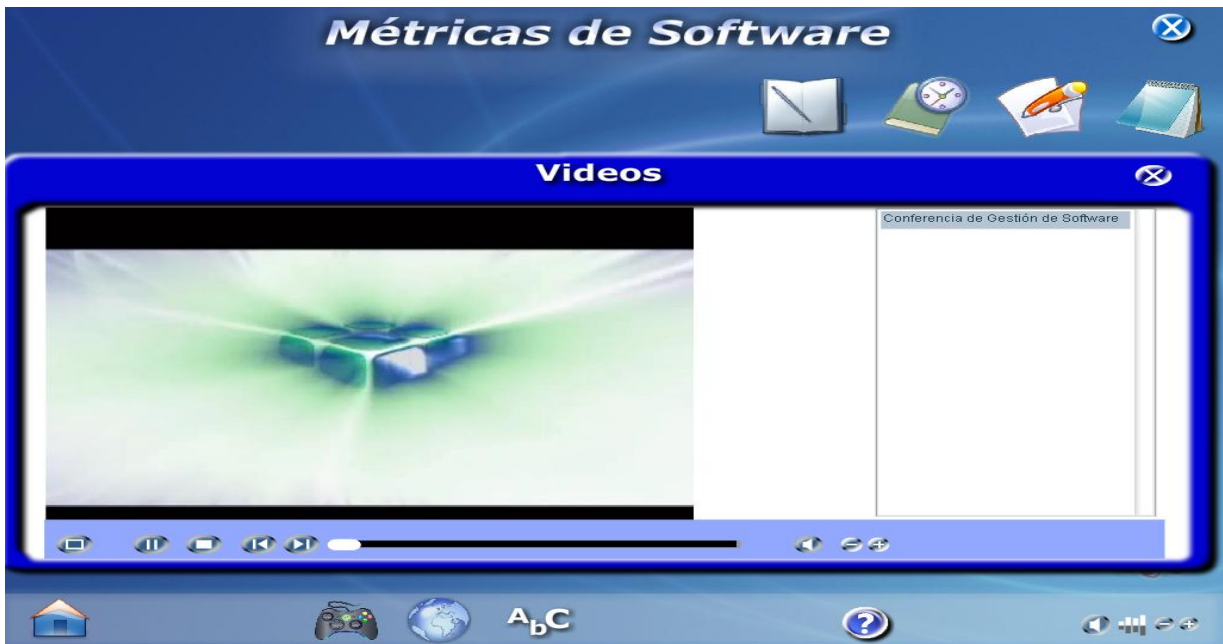 Métricas de Software
Videos
Conferencia de Gestión de Software
AbC